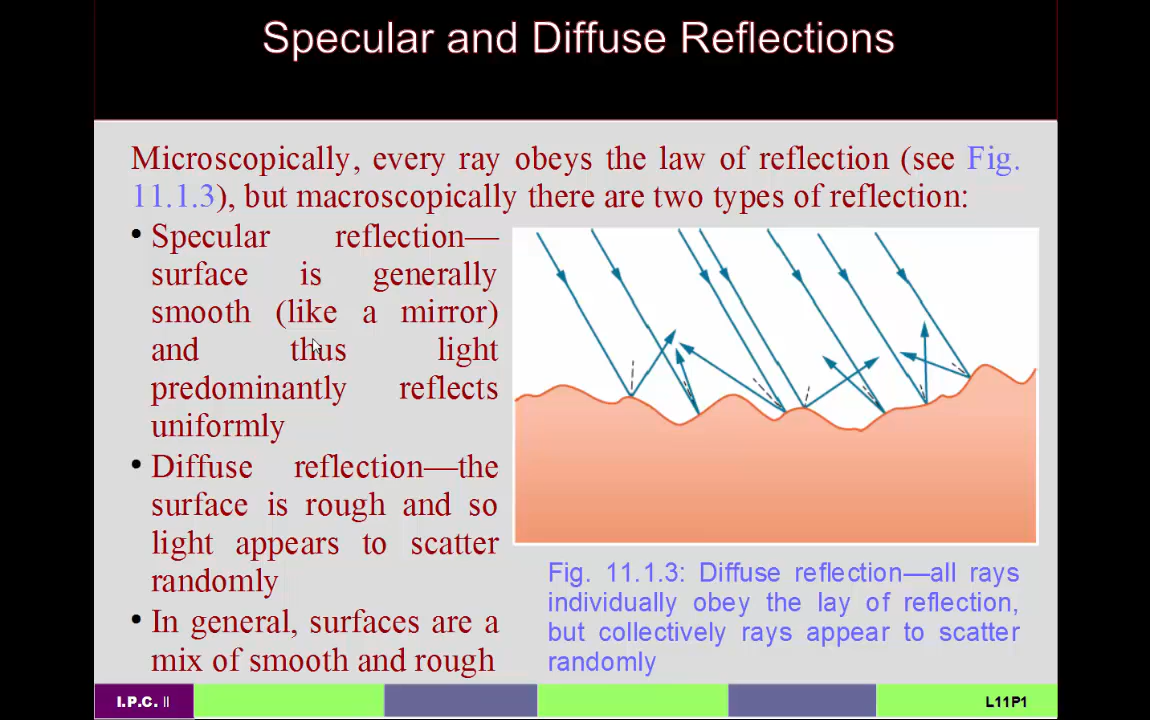 Specular and Diffuse Reflections
Microscopically, every ray obeys the law of reflection (see Fig.
11.1.3), but macroscopically there are two types of reflection:
• Specular reflection—
surface is generally
smooth (like a mirror)
and thus light
predominantly reflects
uniformly
• Diffuse reflection—the
surface is rough and so
light appears to scatter
randomly
• In general, surfaces are a
mix of smooth and rough
Fig. 11.1.3: Diffuse reflection—all rays
individually obey the lay of reflection,
but collectively rays appear to scatter
randomly
I.P.C. II
L11P1